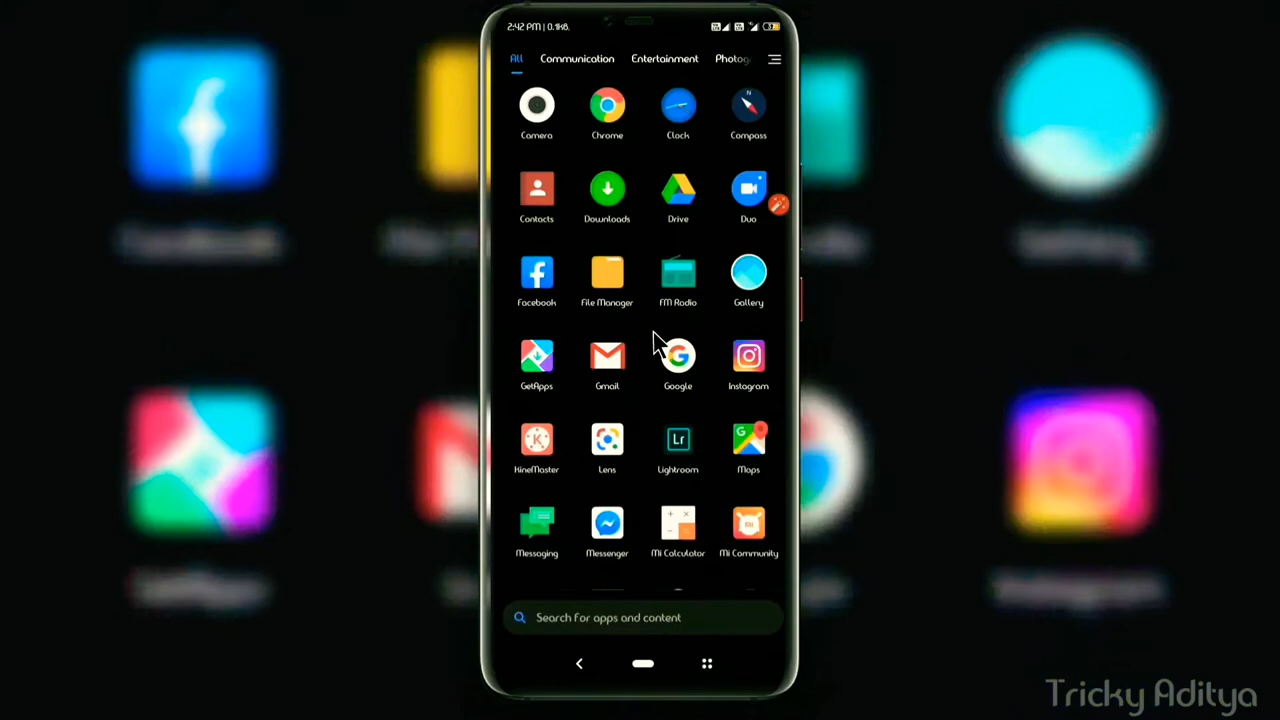 2:42 PM | 0.1KB.
All Communication Entertainment Photog
Camera Chrome Clock Compass
Contacts Downloads Drive Duo
Facebook File Manager FM Radio Gallery
GetApps Gmail Google Instagram
Lr
KineMaster Lens Lightroom Maps
Messaging Messenger Mi Calculator Mi Community
Search for apps and content
Tricky Aditya